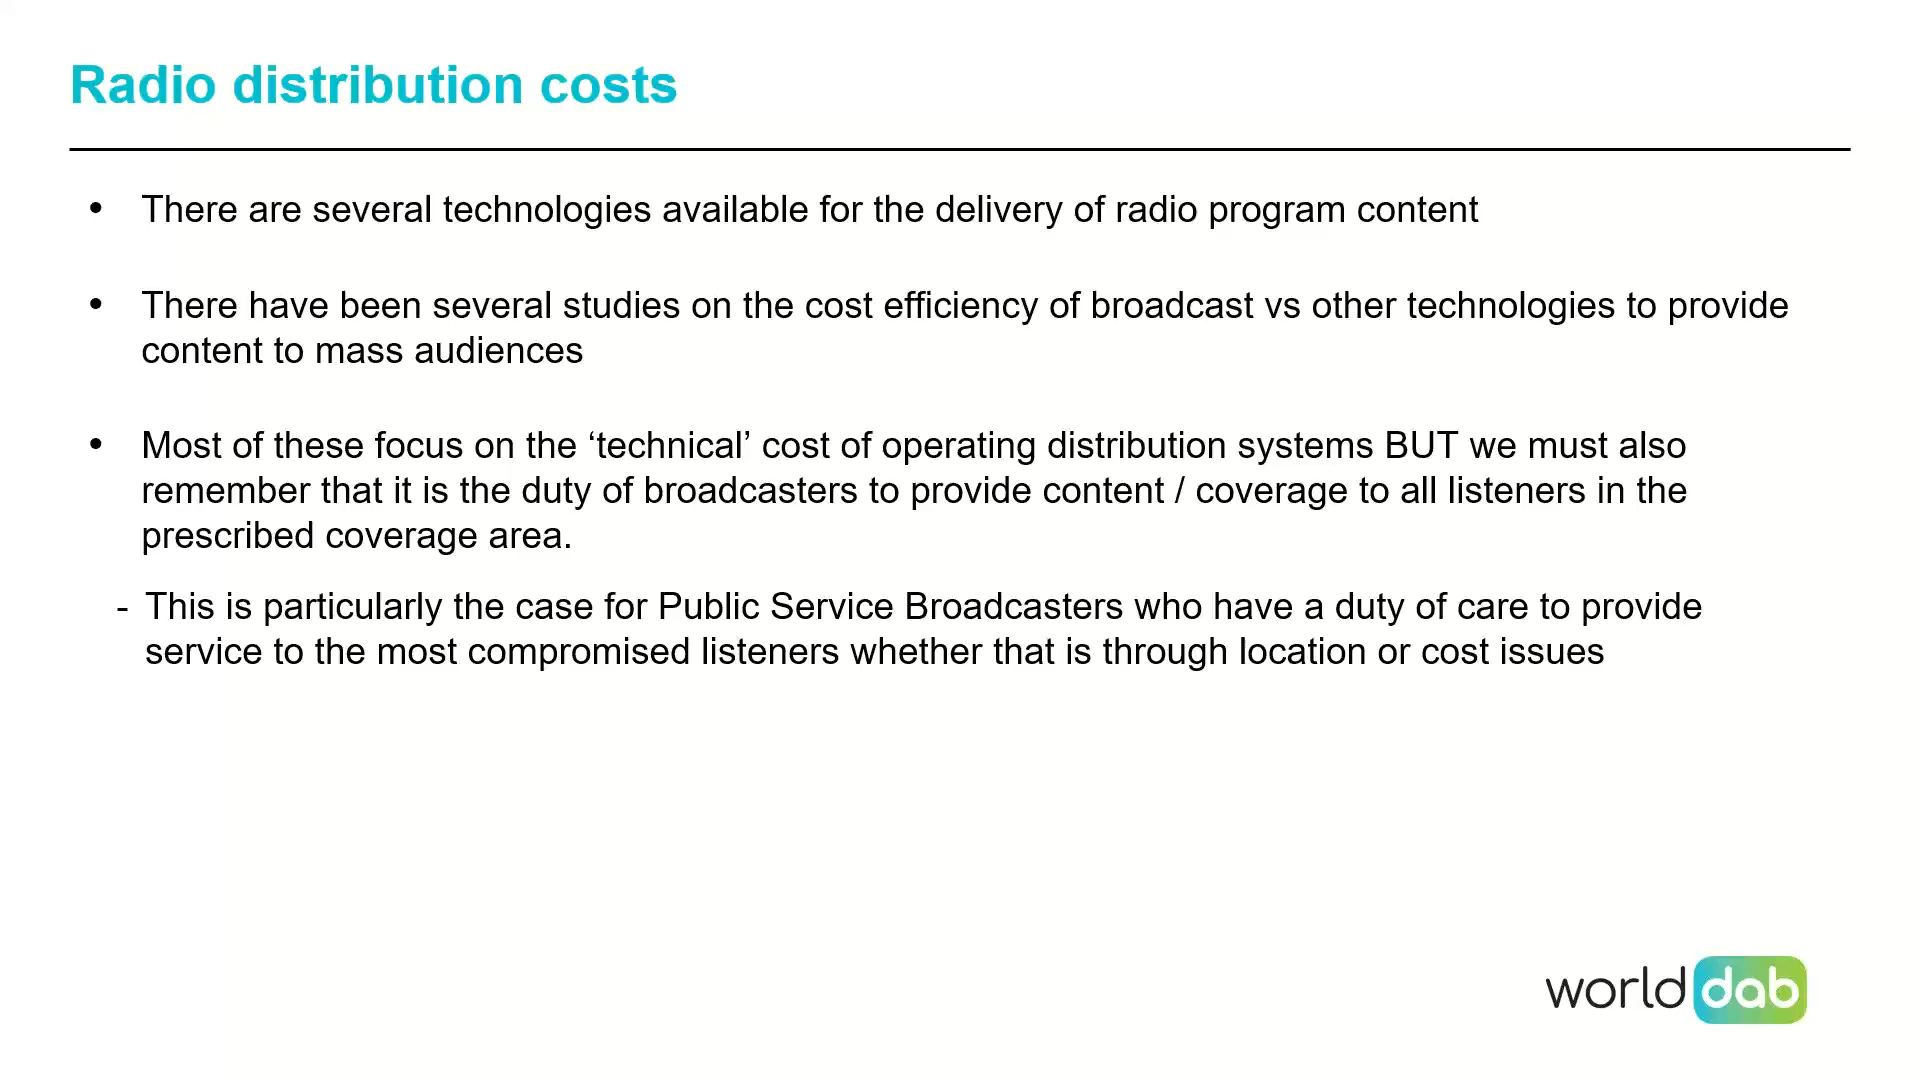 Radio distribution costs
• There are several technologies available for the delivery of radio program content
• There have been several studies on the cost efficiency of broadcast vs other technologies to provide
content to mass audiences
• Most of these focus on the ‘technical’ cost of operating distribution systems BUT we must also
remember that it is the duty of broadcasters to provide content / coverage to all listeners in the
prescribed coverage area.
- This is particularly the case for Public Service Broadcasters who have a duty of care to provide
service to the most compromised listeners whether that is through location or cost issues
world dab